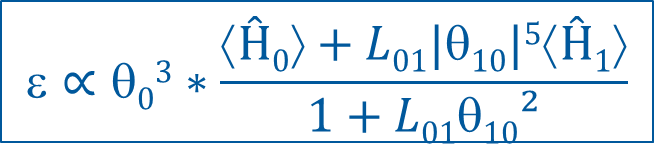 ε ∝ θ₀³ * (⟨Ĥ₀⟩ + L₀₁|θ₁₀|⁵⟨Ĥ₁⟩) / (1 + L₀₁θ₁₀²)